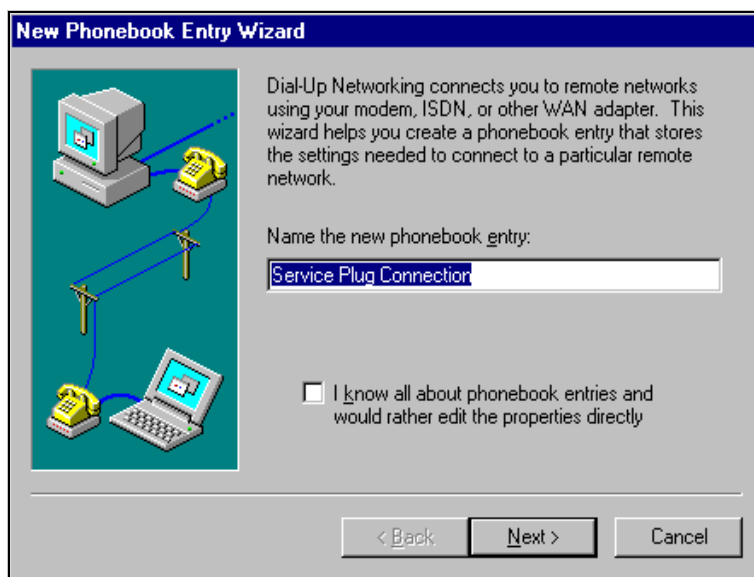 New Phonebook Entry Wizard
Dial-Up Networking connects you to remote networks
using your modem, ISDN, or other WAN adapter.  This
wizard helps you create a phonebook entry that stores
the settings needed to connect to a particular remote
network.
Name the new phonebook entry:
Service Plug Connection
I know all about phonebook entries and
would rather edit the properties directly
< Back
Next >
Cancel